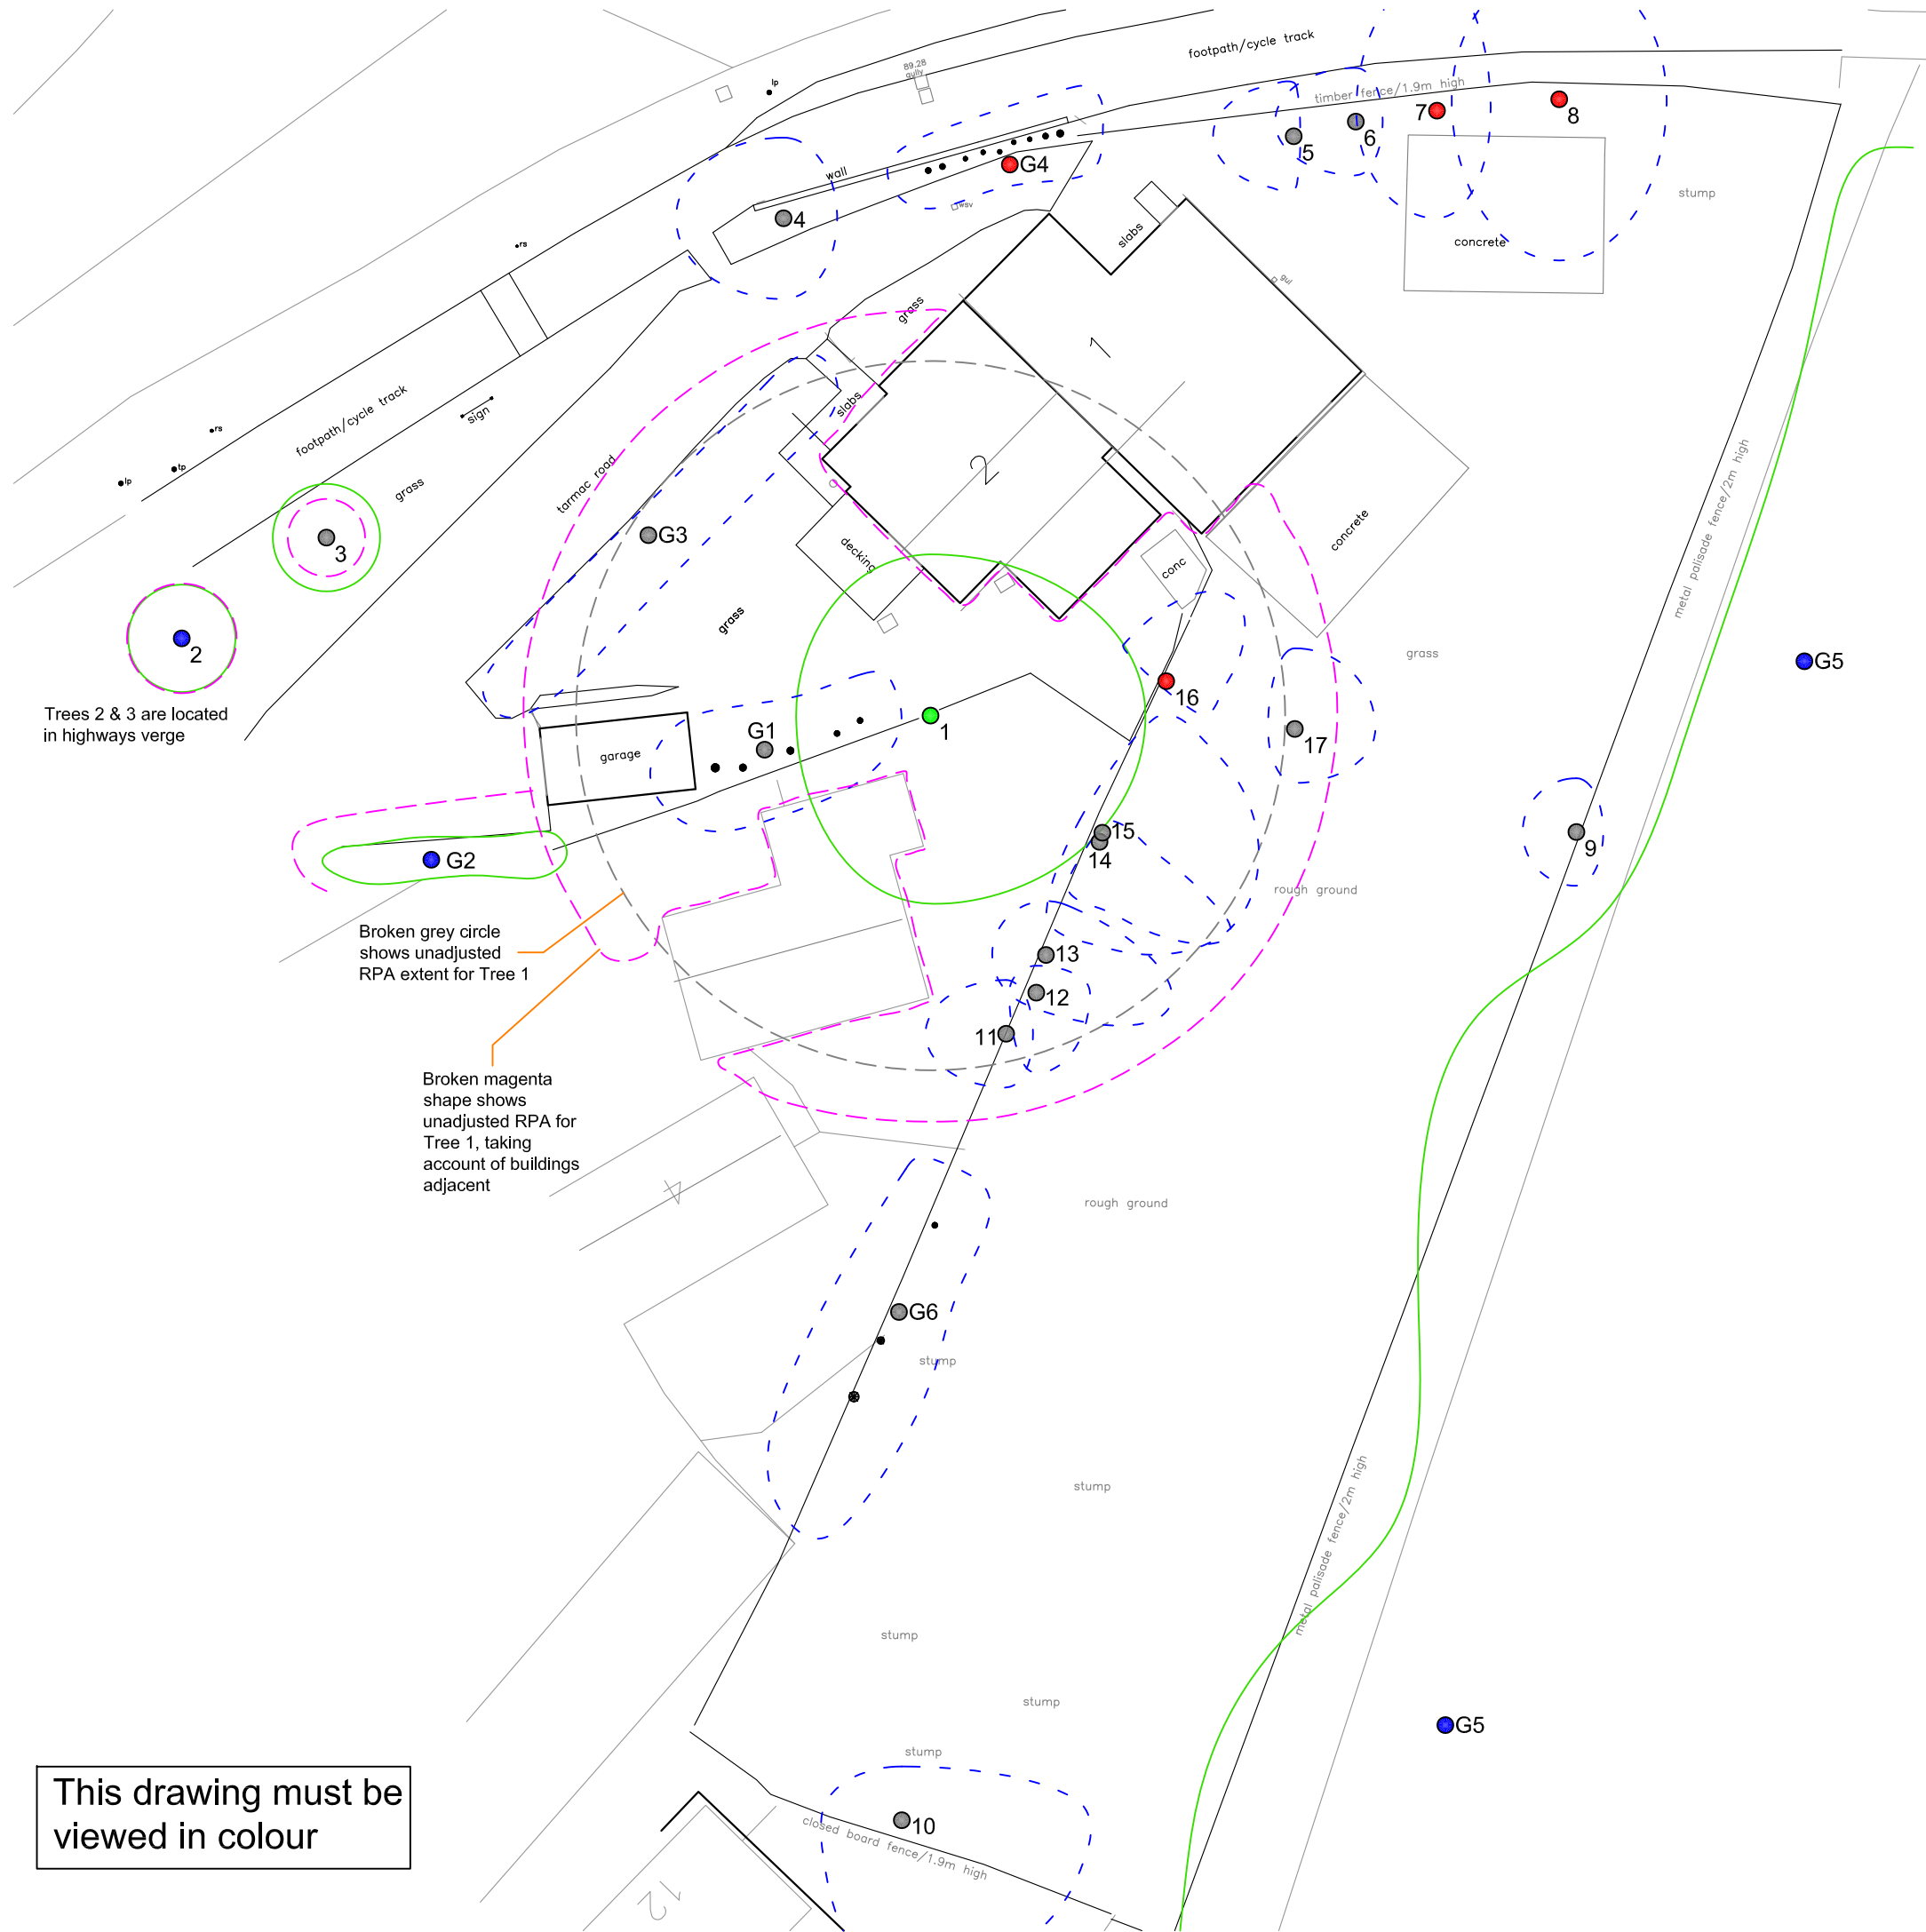 footpath/cycle track
89.28
gully
lp
timber fence/1.9m high
7
8
5
6
wall
G4
wsv
4
stump
slabs
concrete
rs
gul
grass
1
footpath/cycle track
sign
slabs
rs
lp
lp
grass
tarmac road
2
metal palisade fence/2m high
G3
decking
concrete
conc
3
grass
2
grass
G5
16
Trees 2 & 3 are located
in highways verge
1
G1
17
garage
15
14
9
G2
rough ground
Broken grey circle
shows unadjusted
RPA extent for Tree 1
13
12
11
Broken magenta
shape shows
unadjusted RPA for
Tree 1, taking
account of buildings
adjacent
4
rough ground
G6
stump
stump
metal palisade fence/2m high
stump
stump
G5
stump
This drawing must be
viewed in colour
10
closed board fence/1.9m high
12